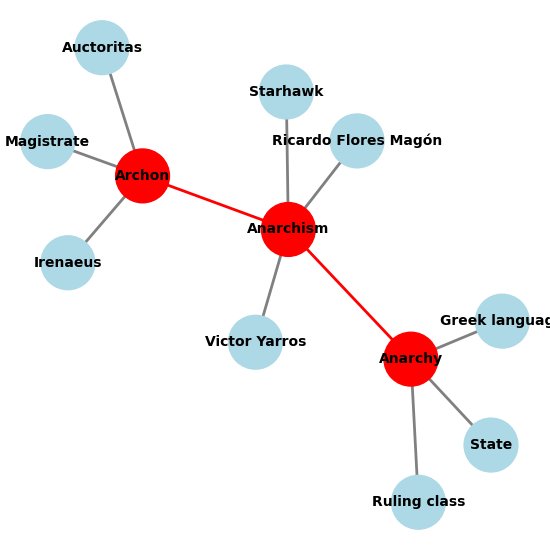 Auctoritas
Starhawk
Magistrate
Ricardo Flores Magón
Archon
Anarchism
Irenaeus
Greek languag
Victor Yarros
Anarchy
State
Ruling class